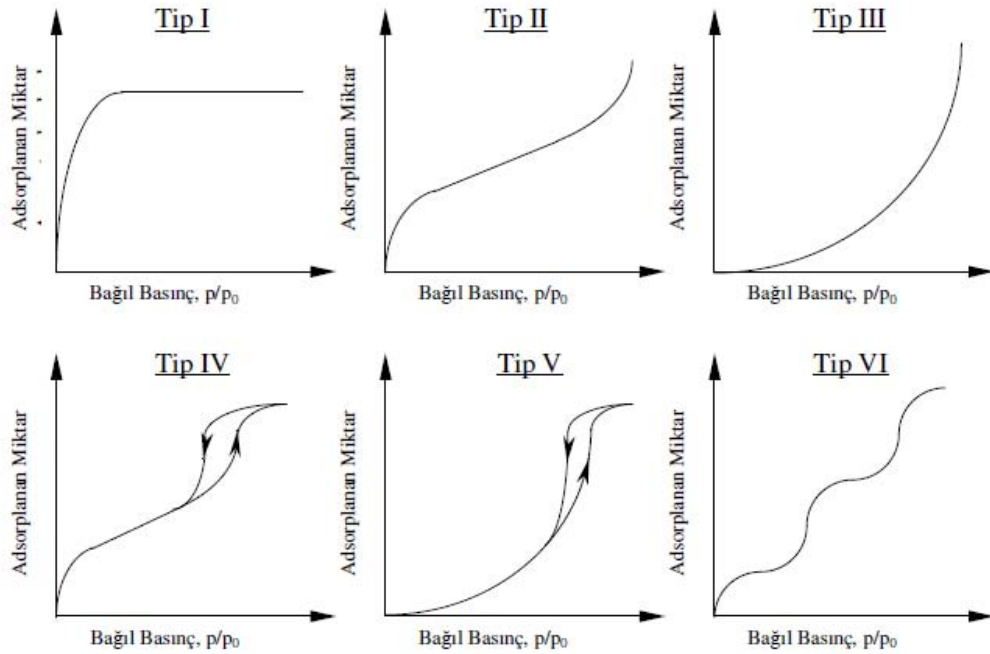 Tip I
Adsorplanan Miktar
Bağıl Basınç, p/p₀
Tip II
Adsorplanan Miktar
Bağıl Basınç, p/p₀
Tip III
Adsorplanan Miktar
Bağıl Basınç, p/p₀
Tip IV
Adsorplanan Miktar
Bağıl Basınç, p/p₀
Tip V
Adsorplanan Miktar
Bağıl Basınç, p/p₀
Tip VI
Adsorplanan Miktar
Bağıl Basınç, p/p₀